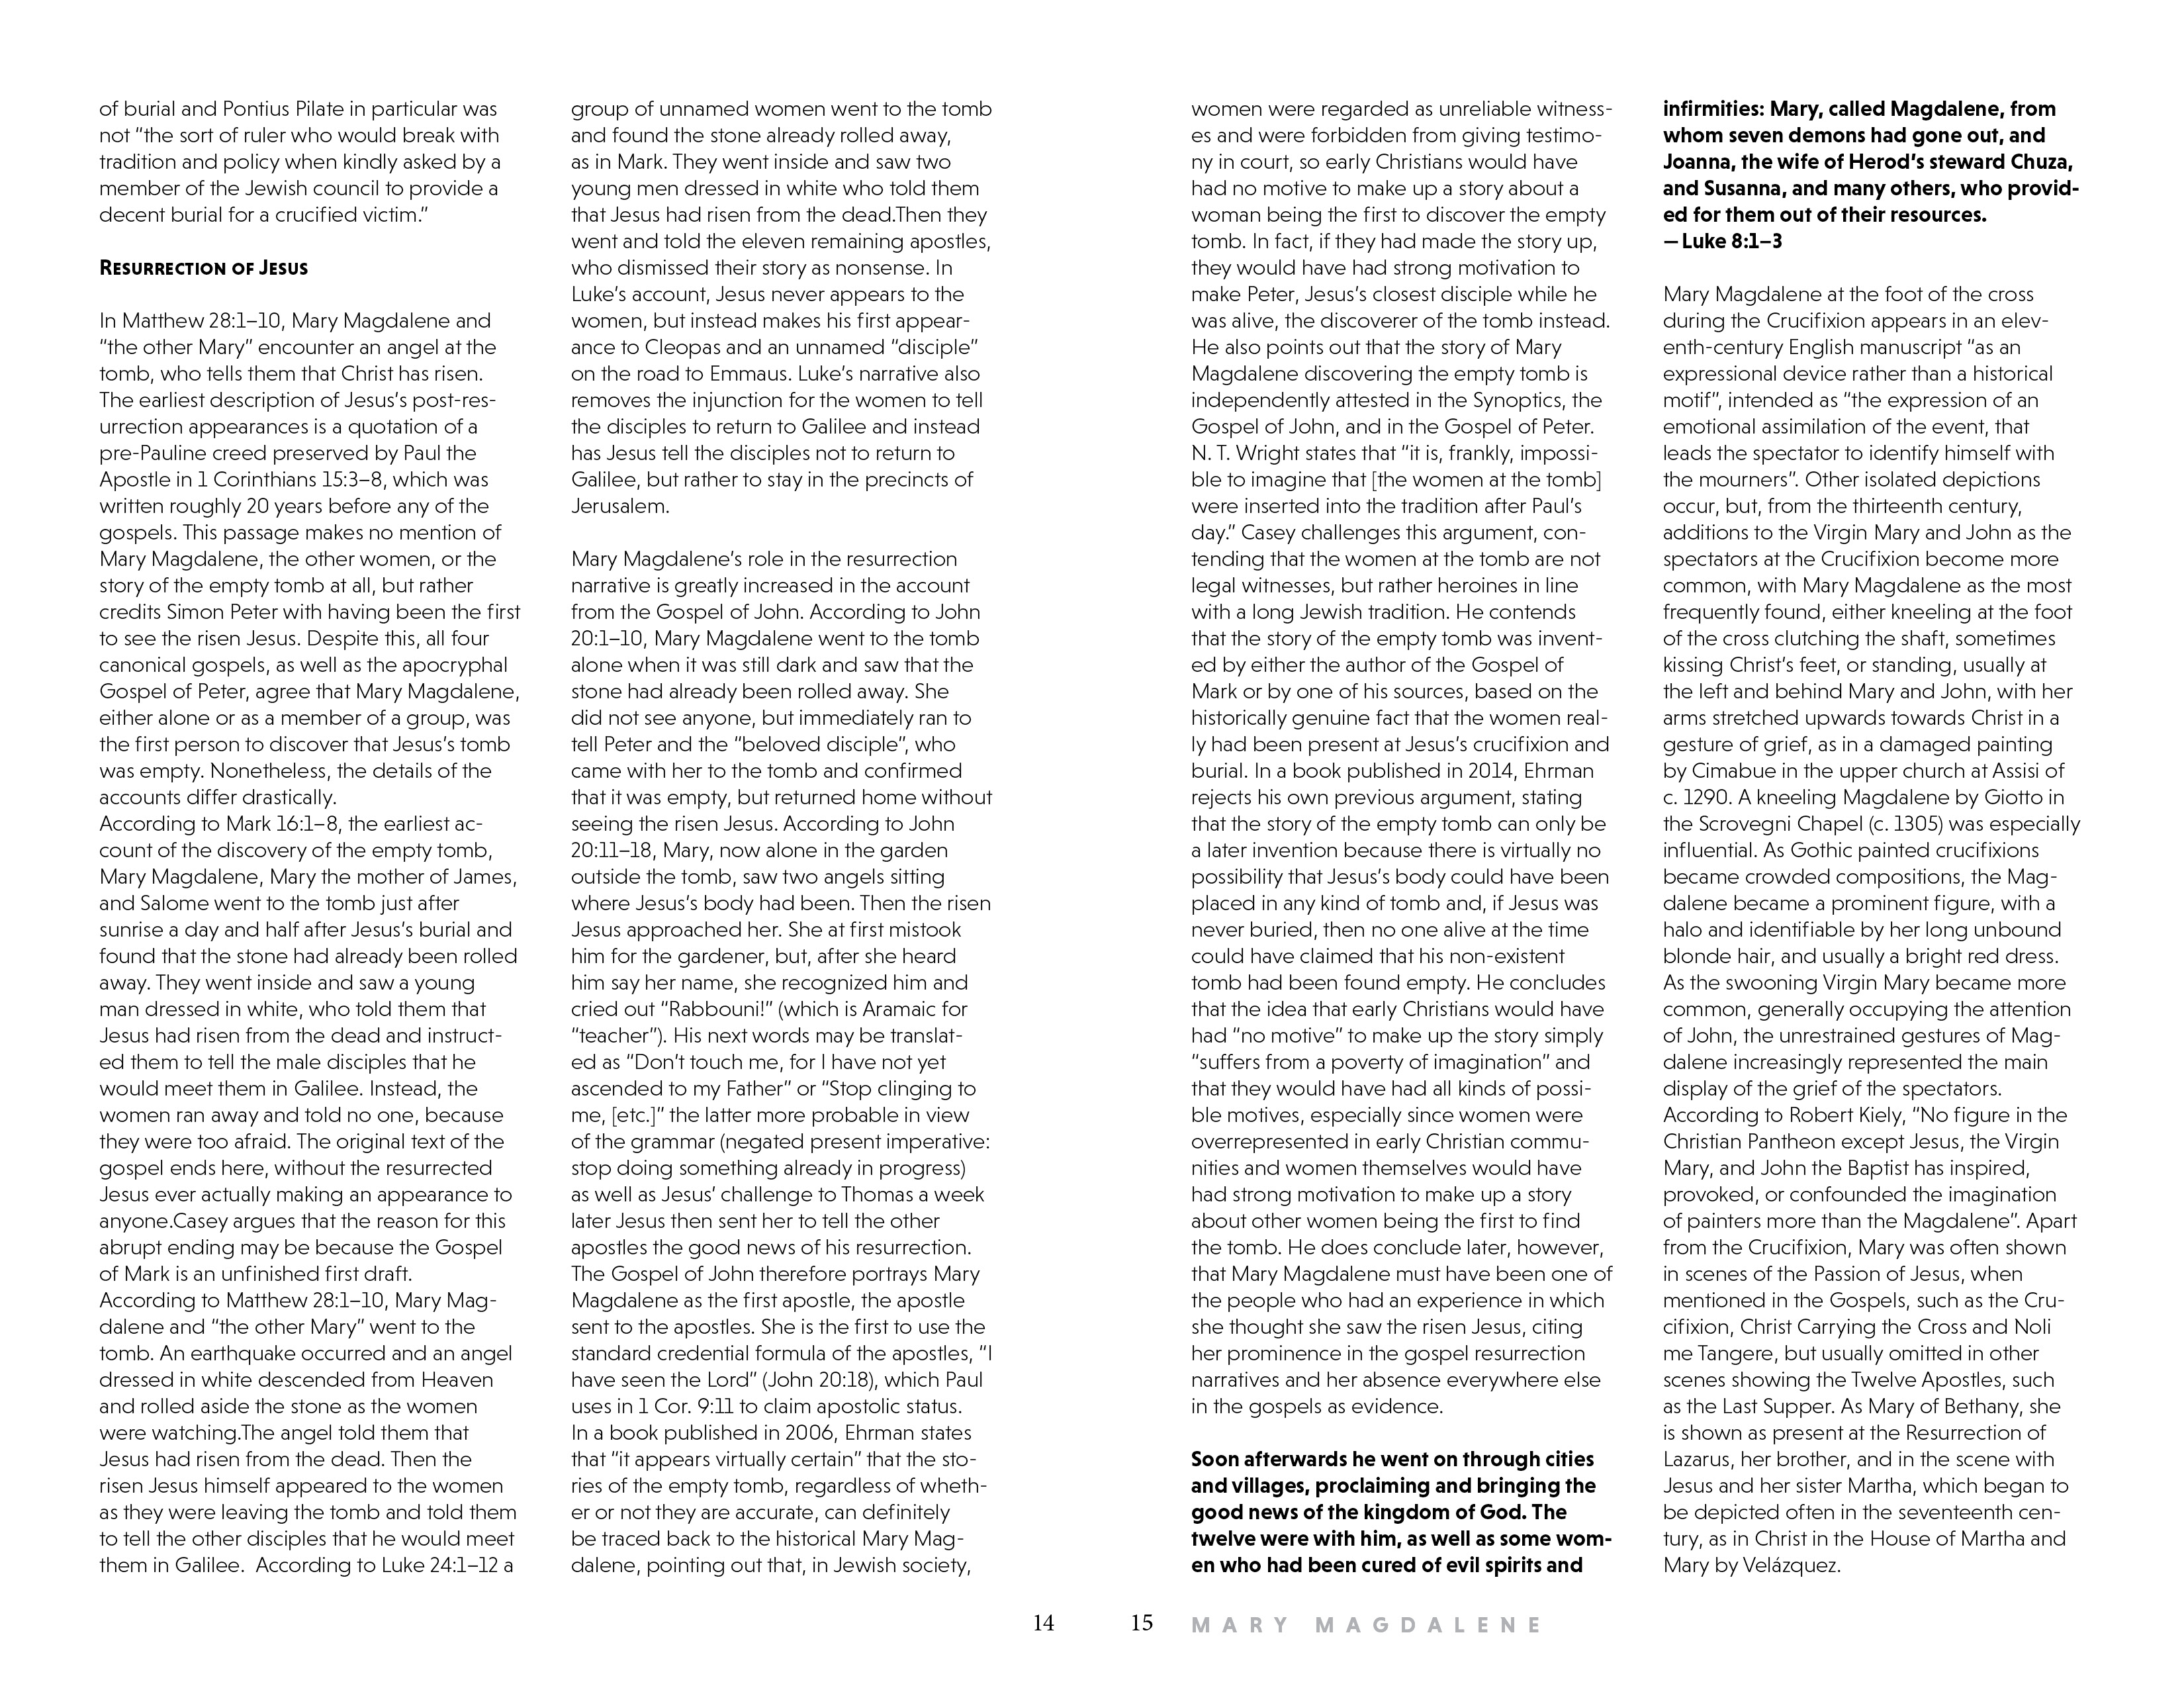 of burial and Pontius Pilate in particular was
not “the sort of ruler who would break with
tradition and policy when kindly asked by a
member of the Jewish council to provide a
decent burial for a crucified victim.”
Resurrection of Jesus
In Matthew 28:1–10, Mary Magdalene and
“the other Mary” encounter an angel at the
tomb, who tells them that Christ has risen.
The earliest description of Jesus’s post-res-
urrection appearances is a quotation of a
pre-Pauline creed preserved by Paul the
Apostle in 1 Corinthians 15:3–8, which was
written roughly 20 years before any of the
gospels. This passage makes no mention of
Mary Magdalene, the other women, or the
story of the empty tomb at all, but rather
credits Simon Peter with having been the first
to see the risen Jesus. Despite this, all four
canonical gospels, as well as the apocryphal
Gospel of Peter, agree that Mary Magdalene,
either alone or as a member of a group, was
the first person to discover that Jesus’s tomb
was empty. Nonetheless, the details of the
accounts differ drastically.
According to Mark 16:1–8, the earliest ac-
count of the discovery of the empty tomb,
Mary Magdalene, Mary the mother of James,
and Salome went to the tomb just after
sunrise a day and half after Jesus’s burial and
found that the stone had already been rolled
away. They went inside and saw a young
man dressed in white, who told them that
Jesus had risen from the dead and instruct-
ed them to tell the male disciples that he
would meet them in Galilee. Instead, the
women ran away and told no one, because
they were too afraid. The original text of the
gospel ends here, without the resurrected
Jesus ever actually making an appearance to
anyone.Casey argues that the reason for this
abrupt ending may be because the Gospel
of Mark is an unfinished first draft.
According to Matthew 28:1–10, Mary Mag-
dalene and “the other Mary” went to the
tomb. An earthquake occurred and an angel
dressed in white descended from Heaven
and rolled aside the stone as the women
were watching.The angel told them that
Jesus had risen from the dead. Then the
risen Jesus himself appeared to the women
as they were leaving the tomb and told them
to tell the other disciples that he would meet
them in Galilee.  According to Luke 24:1–12 a
group of unnamed women went to the tomb
and found the stone already rolled away,
as in Mark. They went inside and saw two
young men dressed in white who told them
that Jesus had risen from the dead.Then they
went and told the eleven remaining apostles,
who dismissed their story as nonsense. In
Luke’s account, Jesus never appears to the
women, but instead makes his first appear-
ance to Cleopas and an unnamed “disciple”
on the road to Emmaus. Luke’s narrative also
removes the injunction for the women to tell
the disciples to return to Galilee and instead
has Jesus tell the disciples not to return to
Galilee, but rather to stay in the precincts of
Jerusalem.
Mary Magdalene’s role in the resurrection
narrative is greatly increased in the account
from the Gospel of John. According to John
20:1–10, Mary Magdalene went to the tomb
alone when it was still dark and saw that the
stone had already been rolled away. She
did not see anyone, but immediately ran to
tell Peter and the “beloved disciple”, who
came with her to the tomb and confirmed
that it was empty, but returned home without
seeing the risen Jesus. According to John
20:11–18, Mary, now alone in the garden
outside the tomb, saw two angels sitting
where Jesus’s body had been. Then the risen
Jesus approached her. She at first mistook
him for the gardener, but, after she heard
him say her name, she recognized him and
cried out “Rabbouni!” (which is Aramaic for
“teacher”). His next words may be translat-
ed as “Don’t touch me, for I have not yet
ascended to my Father” or “Stop clinging to
me, [etc.]” the latter more probable in view
of the grammar (negated present imperative:
stop doing something already in progress)
as well as Jesus’ challenge to Thomas a week
later Jesus then sent her to tell the other
apostles the good news of his resurrection.
The Gospel of John therefore portrays Mary
Magdalene as the first apostle, the apostle
sent to the apostles. She is the first to use the
standard credential formula of the apostles, “I
have seen the Lord” (John 20:18), which Paul
uses in 1 Cor. 9:11 to claim apostolic status.
In a book published in 2006, Ehrman states
that “it appears virtually certain” that the sto-
ries of the empty tomb, regardless of wheth-
er or not they are accurate, can definitely
be traced back to the historical Mary Mag-
dalene, pointing out that, in Jewish society,
women were regarded as unreliable witness-
es and were forbidden from giving testimo-
ny in court, so early Christians would have
had no motive to make up a story about a
woman being the first to discover the empty
tomb. In fact, if they had made the story up,
they would have had strong motivation to
make Peter, Jesus’s closest disciple while he
was alive, the discoverer of the tomb instead.
He also points out that the story of Mary
Magdalene discovering the empty tomb is
independently attested in the Synoptics, the
Gospel of John, and in the Gospel of Peter.
N. T. Wright states that “it is, frankly, impossi-
ble to imagine that [the women at the tomb]
were inserted into the tradition after Paul’s
day.” Casey challenges this argument, con-
tending that the women at the tomb are not
legal witnesses, but rather heroines in line
with a long Jewish tradition. He contends
that the story of the empty tomb was invent-
ed by either the author of the Gospel of
Mark or by one of his sources, based on the
historically genuine fact that the women real-
ly had been present at Jesus’s crucifixion and
burial. In a book published in 2014, Ehrman
rejects his own previous argument, stating
that the story of the empty tomb can only be
a later invention because there is virtually no
possibility that Jesus’s body could have been
placed in any kind of tomb and, if Jesus was
never buried, then no one alive at the time
could have claimed that his non-existent
tomb had been found empty. He concludes
that the idea that early Christians would have
had “no motive” to make up the story simply
“suffers from a poverty of imagination” and
that they would have had all kinds of possi-
ble motives, especially since women were
overrepresented in early Christian commu-
nities and women themselves would have
had strong motivation to make up a story
about other women being the first to find
the tomb. He does conclude later, however,
that Mary Magdalene must have been one of
the people who had an experience in which
she thought she saw the risen Jesus, citing
her prominence in the gospel resurrection
narratives and her absence everywhere else
in the gospels as evidence.
Soon afterwards he went on through cities
and villages, proclaiming and bringing the
good news of the kingdom of God. The
twelve were with him, as well as some wom-
en who had been cured of evil spirits and
infirmities: Mary, called Magdalene, from
whom seven demons had gone out, and
Joanna, the wife of Herod’s steward Chuza,
and Susanna, and many others, who provid-
ed for them out of their resources.
— Luke 8:1–3
Mary Magdalene at the foot of the cross
during the Crucifixion appears in an elev-
enth-century English manuscript “as an
expressional device rather than a historical
motif”, intended as “the expression of an
emotional assimilation of the event, that
leads the spectator to identify himself with
the mourners”. Other isolated depictions
occur, but, from the thirteenth century,
additions to the Virgin Mary and John as the
spectators at the Crucifixion become more
common, with Mary Magdalene as the most
frequently found, either kneeling at the foot
of the cross clutching the shaft, sometimes
kissing Christ’s feet, or standing, usually at
the left and behind Mary and John, with her
arms stretched upwards towards Christ in a
gesture of grief, as in a damaged painting
by Cimabue in the upper church at Assisi of
c. 1290. A kneeling Magdalene by Giotto in
the Scrovegni Chapel (c. 1305) was especially
influential. As Gothic painted crucifixions
became crowded compositions, the Mag-
dalene became a prominent figure, with a
halo and identifiable by her long unbound
blonde hair, and usually a bright red dress.
As the swooning Virgin Mary became more
common, generally occupying the attention
of John, the unrestrained gestures of Mag-
dalene increasingly represented the main
display of the grief of the spectators.
According to Robert Kiely, “No figure in the
Christian Pantheon except Jesus, the Virgin
Mary, and John the Baptist has inspired,
provoked, or confounded the imagination
of painters more than the Magdalene”. Apart
from the Crucifixion, Mary was often shown
in scenes of the Passion of Jesus, when
mentioned in the Gospels, such as the Cru-
cifixion, Christ Carrying the Cross and Noli
me Tangere, but usually omitted in other
scenes showing the Twelve Apostles, such
as the Last Supper. As Mary of Bethany, she
is shown as present at the Resurrection of
Lazarus, her brother, and in the scene with
Jesus and her sister Martha, which began to
be depicted often in the seventeenth cen-
tury, as in Christ in the House of Martha and
Mary by Velázquez.
14
15 MARY MAGDALENE